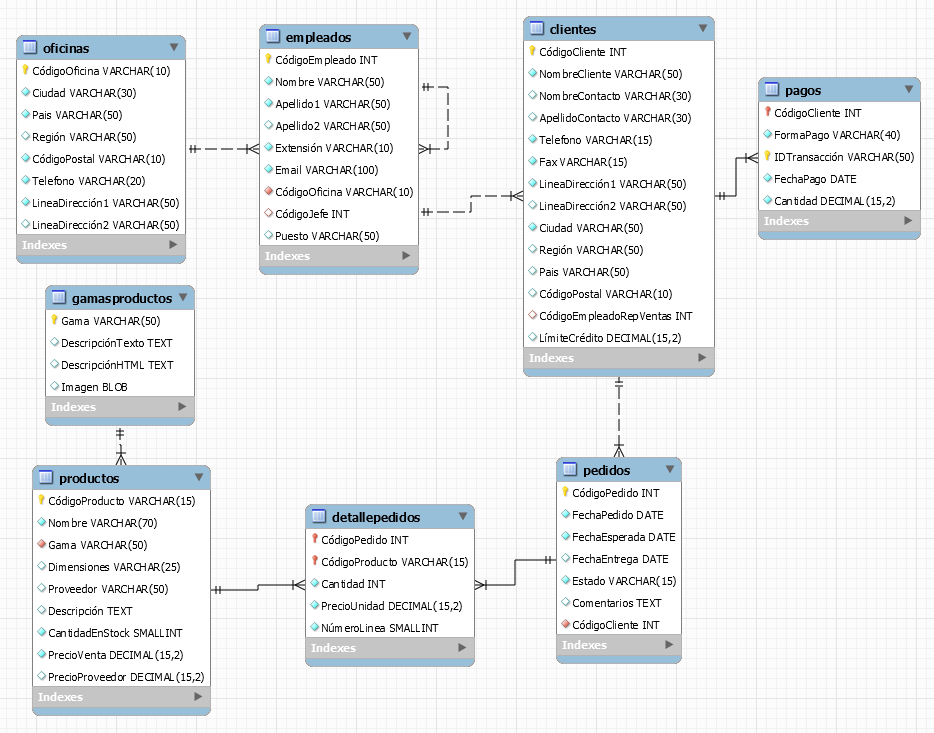 oficinas
CódigoOficina VARCHAR(10)
Ciudad VARCHAR(30)
Pais VARCHAR(50)
Región VARCHAR(50)
CódigoPostal VARCHAR(10)
Telefono VARCHAR(20)
LineaDirección1 VARCHAR(50)
LineaDirección2 VARCHAR(50)
Indexes
empleados
CódigoEmpleado INT
Nombre VARCHAR(50)
Apellido1 VARCHAR(50)
Apellido2 VARCHAR(50)
Extensión VARCHAR(10)
Email VARCHAR(100)
CódigoOficina VARCHAR(10)
CódigoJefe INT
Puesto VARCHAR(50)
Indexes
clientes
CódigoCliente INT
NombreCliente VARCHAR(50)
NombreContacto VARCHAR(30)
ApellidoContacto VARCHAR(30)
Telefono VARCHAR(15)
Fax VARCHAR(15)
LineaDirección1 VARCHAR(50)
LineaDirección2 VARCHAR(50)
Ciudad VARCHAR(50)
Región VARCHAR(50)
Pais VARCHAR(50)
CódigoPostal VARCHAR(10)
CódigoEmpleadoRepVentas INT
LímiteCrédito DECIMAL(15,2)
Indexes
pagos
CódigoCliente INT
FormaPago VARCHAR(40)
IDTransacción VARCHAR(50)
FechaPago DATE
Cantidad DECIMAL(15,2)
Indexes
gamasproductos
Gama VARCHAR(50)
DescripciónTexto TEXT
DescripciónHTML TEXT
Imagen BLOB
Indexes
productos
CódigoProducto VARCHAR(15)
Nombre VARCHAR(70)
Gama VARCHAR(50)
Dimensiones VARCHAR(25)
Proveedor VARCHAR(50)
Descripción TEXT
CantidadEnStock SMALLINT
PrecioVenta DECIMAL(15,2)
PrecioProveedor DECIMAL(15,2)
Indexes
detallepedidos
CódigoPedido INT
CódigoProducto VARCHAR(15)
Cantidad INT
PrecioUnidad DECIMAL(15,2)
NúmeroLinea SMALLINT
Indexes
pedidos
CódigoPedido INT
FechaPedido DATE
FechaEsperada DATE
FechaEntrega DATE
Estado VARCHAR(15)
Comentarios TEXT
CódigoCliente INT
Indexes